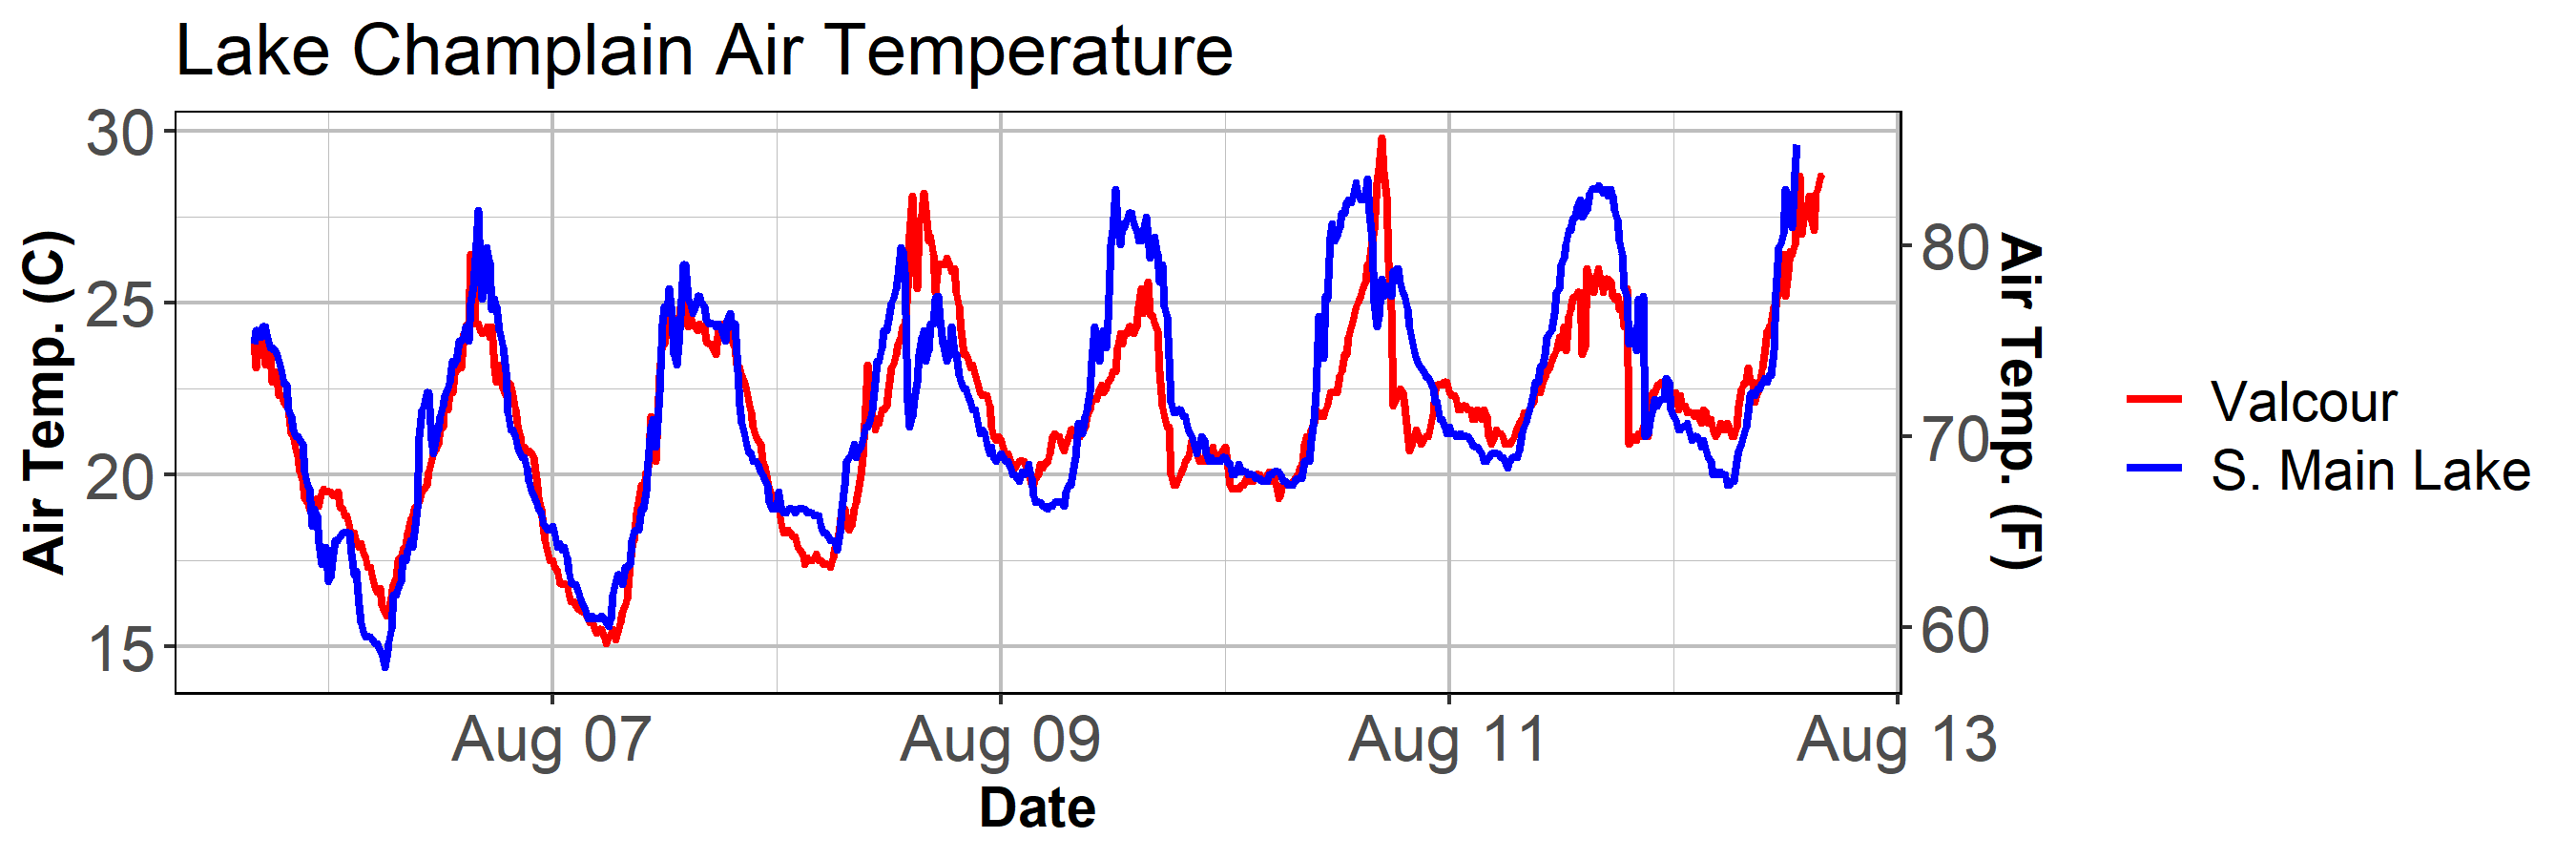 Lake Champlain Air Temperature
30
25
20
15
Air Temp. (C)
80
70
60
Air Temp. (F)
Aug 07
Aug 09
Aug 11
Aug 13
Date
Valcour
S. Main Lake